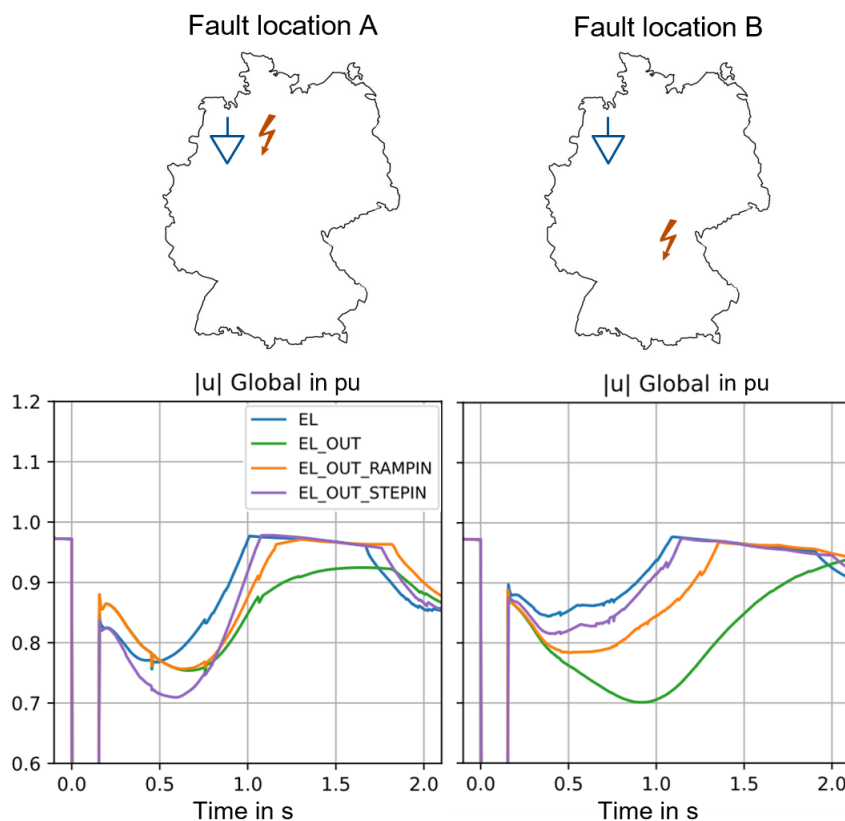 Fault location A
Fault location B
|u| Global in pu
|u| Global in pu
1.2
1.1
1.0
0.9
0.8
0.7
0.6
EL
EL_OUT
EL_OUT_RAMPIN
EL_OUT_STEPIN
0.0 0.5 1.0 1.5 2.0
0.0 0.5 1.0 1.5 2.0
Time in s
Time in s